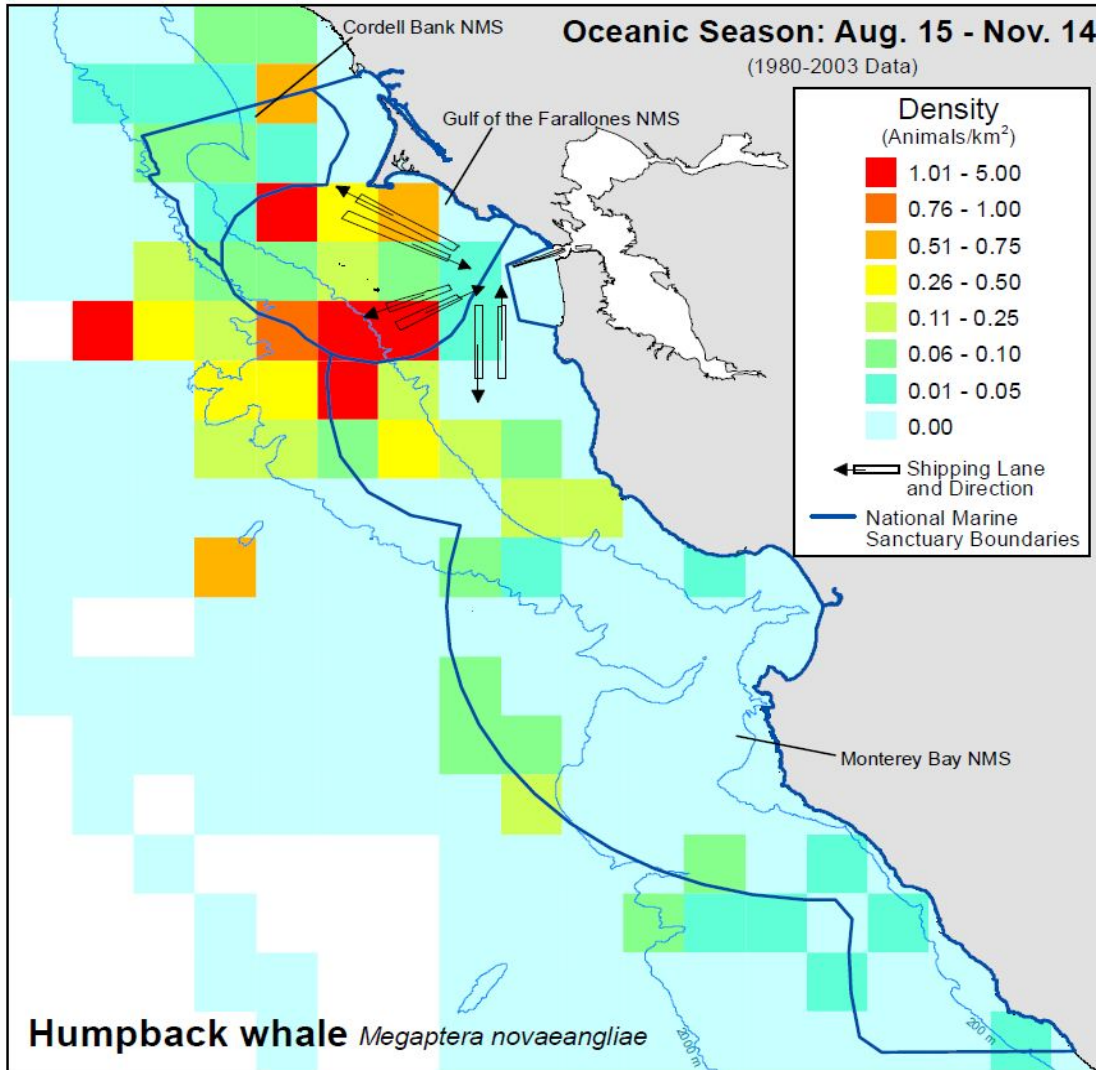 Oceanic Season: Aug. 15 - Nov. 14
(1980-2003 Data)
Cordell Bank NMS
Gulf of the Farallones NMS
Density
(Animals/km²)
1.01 - 5.00
0.76 - 1.00
0.51 - 0.75
0.26 - 0.50
0.11 - 0.25
0.06 - 0.10
0.01 - 0.05
0.00
Shipping Lane
and Direction
National Marine
Sanctuary Boundaries
Monterey Bay NMS
2000 m
200 m
Humpback whale Megaptera novaeangliae